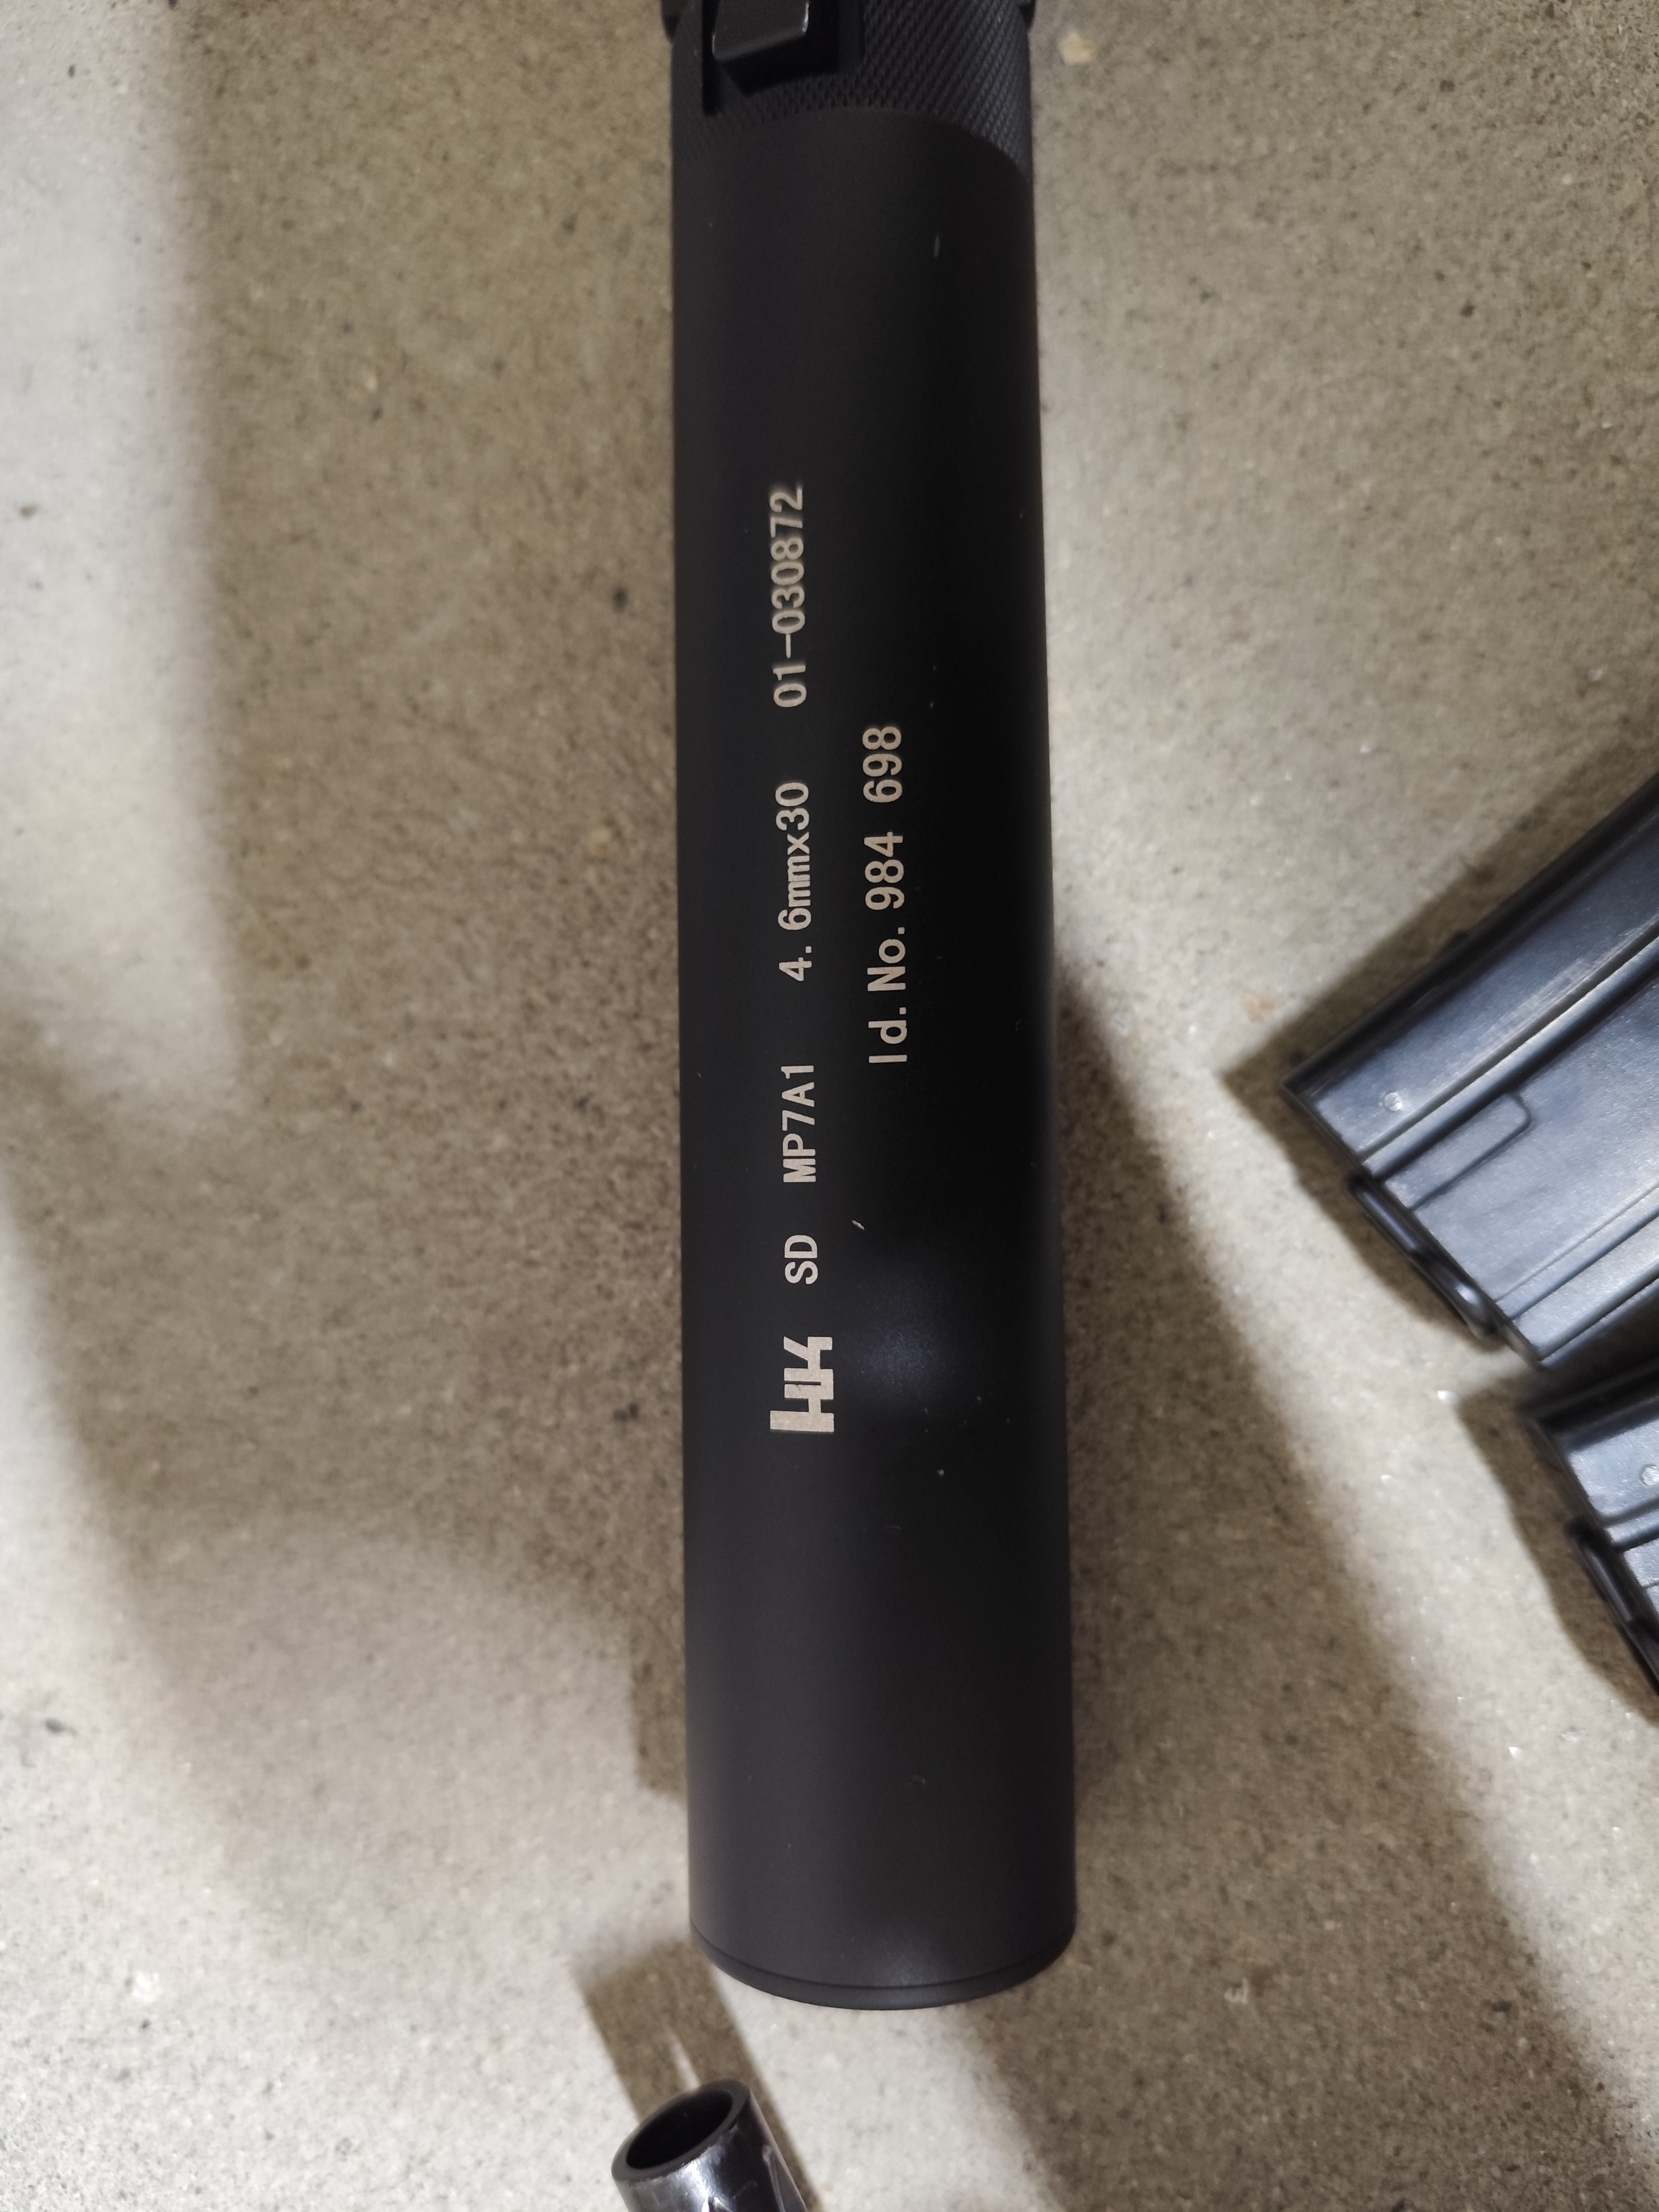 HK SD MP7A1 4.6mmx30 01-030872
Id.No.984 698